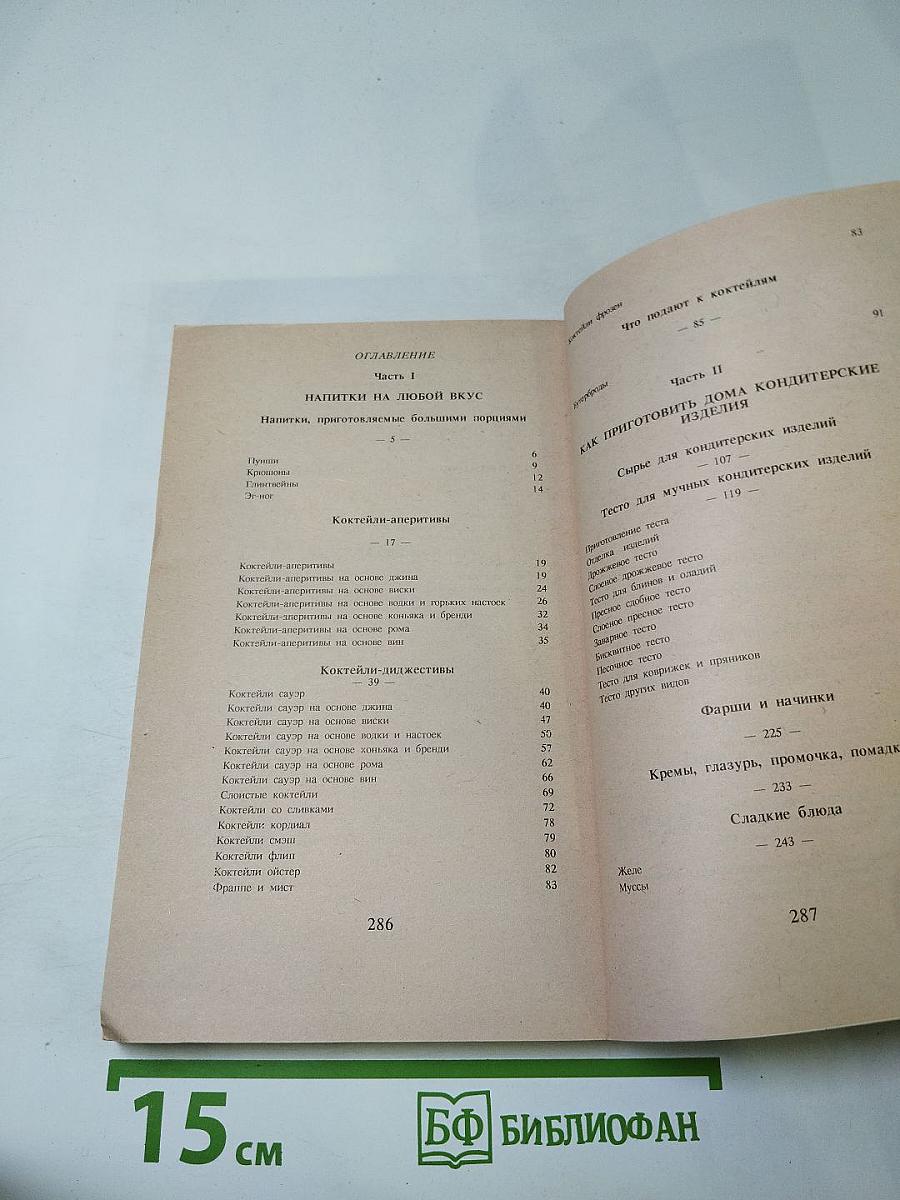 ОГЛАВЛЕНИЕ
Часть I
НАПИТКИ НА ЛЮБОЙ ВКУС
Напитки, приготовляемые большими порциями
— 5 —
Пунши 6
Крюшоны 9
Глинтвейны 12
Эг-ног 14
Коктейли-аперитивы
— 17 —
Коктейли-аперитивы 19
Коктейли-аперитивы на основе джина 19
Коктейли-аперитивы на основе виски 24
Коктейли-аперитивы на основе водки и горьких настоек 26
Коктейли-аперитивы на основе коньяка и бренди 32
Коктейли-аперитивы на основе рома 34
Коктейли-аперитивы на основе вин 35
Коктейли-диджестивы
— 39 —
Коктейли сауэр 40
Коктейли сауэр на основе джина 40
Коктейли сауэр на основе виски 47
Коктейли сауэр на основе водки и настоек 50
Коктейли сауэр на основе хоньяка и бренди 57
Коктейли сауэр на основе рома 62
Коктейли сауэр на основе вин 66
Слоистые коктейли 69
Коктейли со сливками 72
Коктейли кордиал 78
Коктейли смэш 79
Коктейли флип 80
Коктейли ойстер 82
Фраппе и мист 83
286
Коктейли фрозен 83
Что подают к коктейлям
— 85 —
Бутерброды 91
Часть II
КАК ПРИГОТОВИТЬ ДОМА КОНДИТЕРСКИЕ
ИЗДЕЛИЯ
Сырье для кондитерских изделий
— 107 —
Тесто для мучных кондитерских изделий
— 119 —
Приготовление теста
Отделка изделий
Дрожжевое тесто
Слоеное дрожжевое тесто
Тесто для блинов и оладий
Пресное сдобное тесто
Слоеное пресное тесто
Заварное тесто
Бисквитное тесто
Песочное тесто
Тесто для коврижек и пряников
Тесто других видов
Фарши и начинки
— 225 —
Кремы, глазурь, промочка, помадк
— 233 —
Сладкие блюда
— 243 —
Желе
Муссы
287
15 см
БФ БИБЛИОФАН